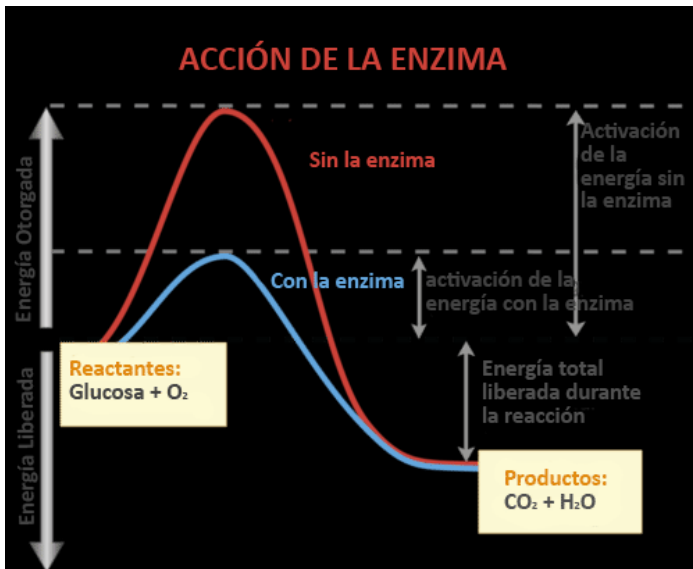 ACCIÓN DE LA ENZIMA
Energía Otorgada
Energía Liberada
Sin la enzima
Con la enzima
Activación
de la
energía sin
la enzima
activación de la
energía con la enzima
Energía total
liberada durante
la reacción
Reactantes:
Glucosa + O₂
Productos:
CO₂ + H₂O